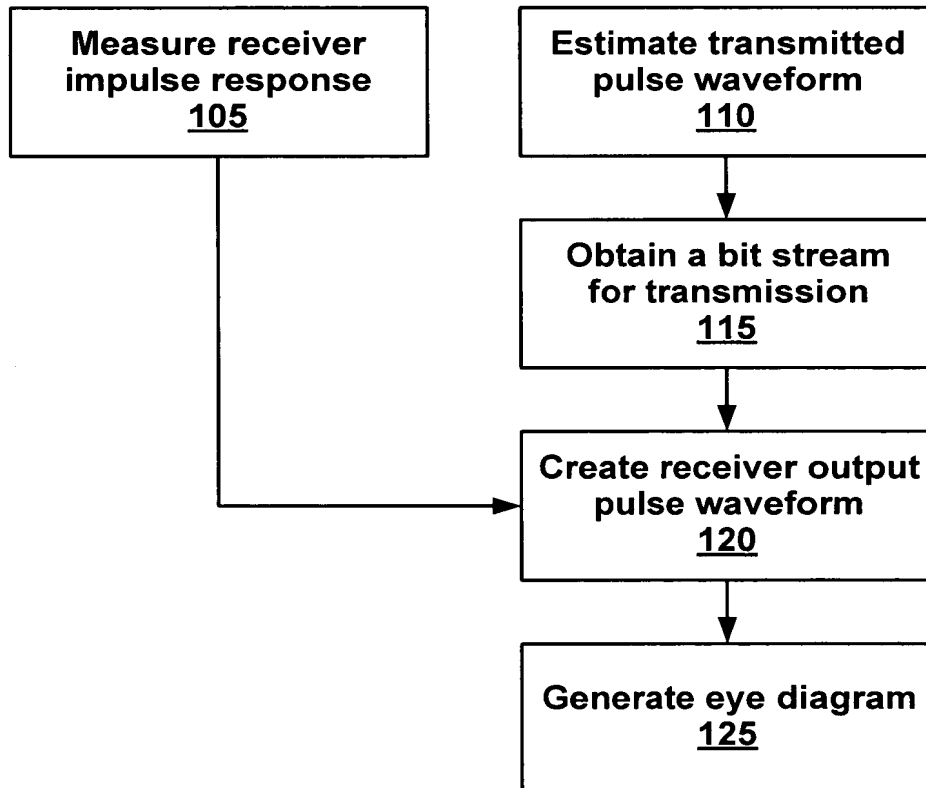 Measure receiver
impulse response
105
Estimate transmitted
pulse waveform
110
Obtain a bit stream
for transmission
115
Create receiver output
pulse waveform
120
Generate eye diagram
125